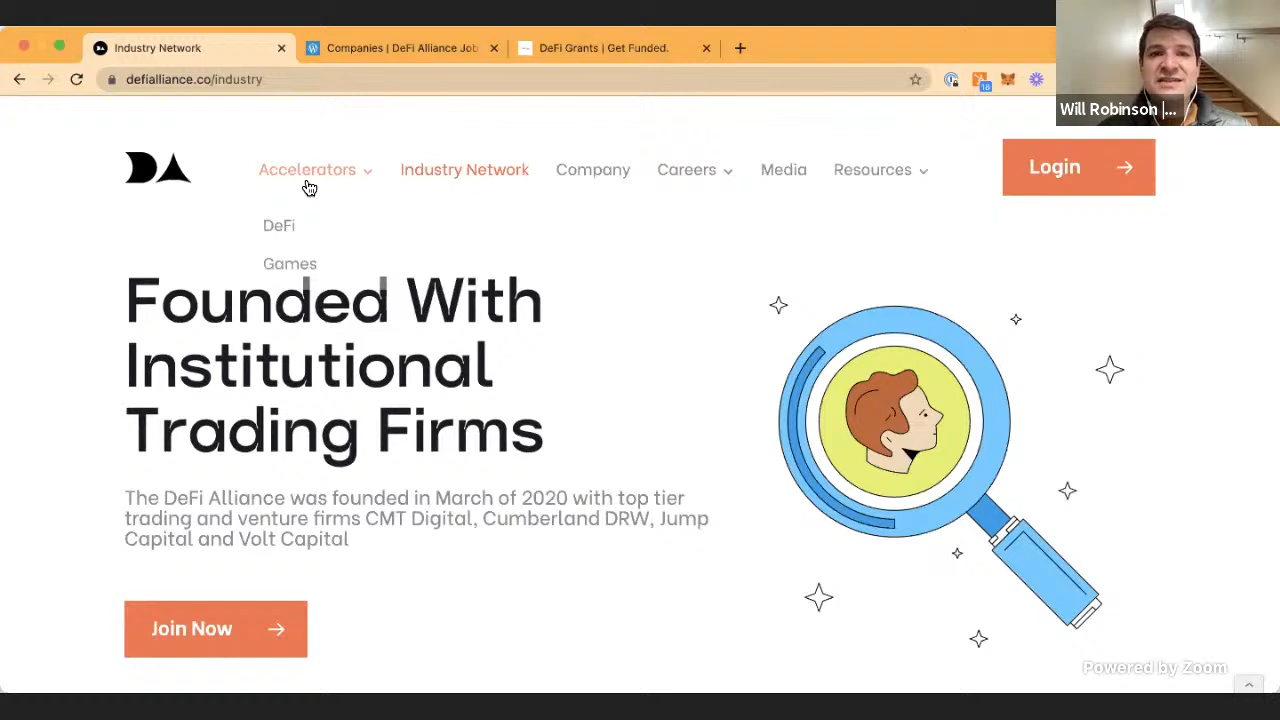 Industry Network
Companies | DeFi Alliance Job
DeFi Grants | Get Funded.
defialliance.co/industry
18
Will Robinson |...
DA
Accelerators
Industry Network
Company
Careers
Media
Resources
Login
DeFi
Games
Founded With
Institutional
Trading Firms
The DeFi Alliance was founded in March of 2020 with top tier
trading and venture firms CMT Digital, Cumberland DRW, Jump
Capital and Volt Capital
Join Now
Powered by Zoom